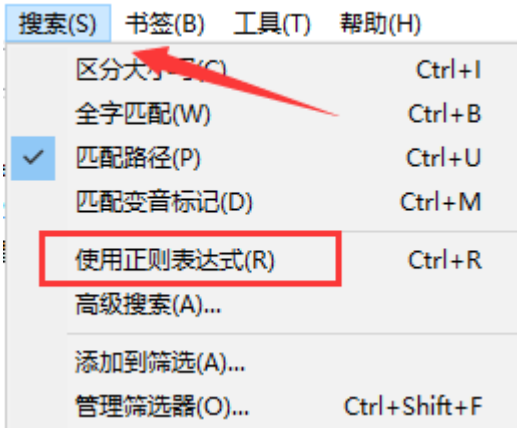 搜索(S) 书签(B) 工具(T) 帮助(H)
区分大小写(C) Ctrl+I
全字匹配(W) Ctrl+B
匹配路径(P) Ctrl+U
匹配变音标记(D) Ctrl+M
使用正则表达式(R) Ctrl+R
高级搜索(A)...
添加到筛选(A)...
管理筛选器(O)... Ctrl+Shift+F